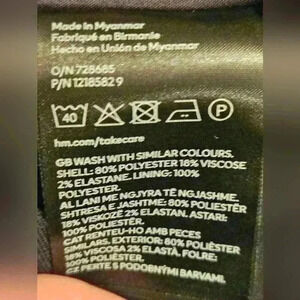 Made in Myanmar
Fabriqué en Birmanie
Hecho en Unión de Myanmar
O/N 728685
P/N 1218582 9
40
P
hm.com/takecare
GB WASH WITH SIMILAR COLOURS.
SHELL: 80% POLYESTER 18% VISCOSE
2% ELASTANE. LINING: 100%
POLYESTER.
AL LANI ME NGJYRA TË NGJASHME.
SHTRESA E JASHTME: 80% POLIESTËR
18% VISKOZË 2% ELASTAN. ASTARI:
100% POLIESTËR.
CAT RENTEU-HO AMB PECES
SIMILARS. EXTERIOR: 80% POLIÈSTER
18% VISCOSA 2% ELASTÀ. FOLRE:
100% POLIÈSTER.
CZ PERTE S PODOBNÝMI BARVAMI.